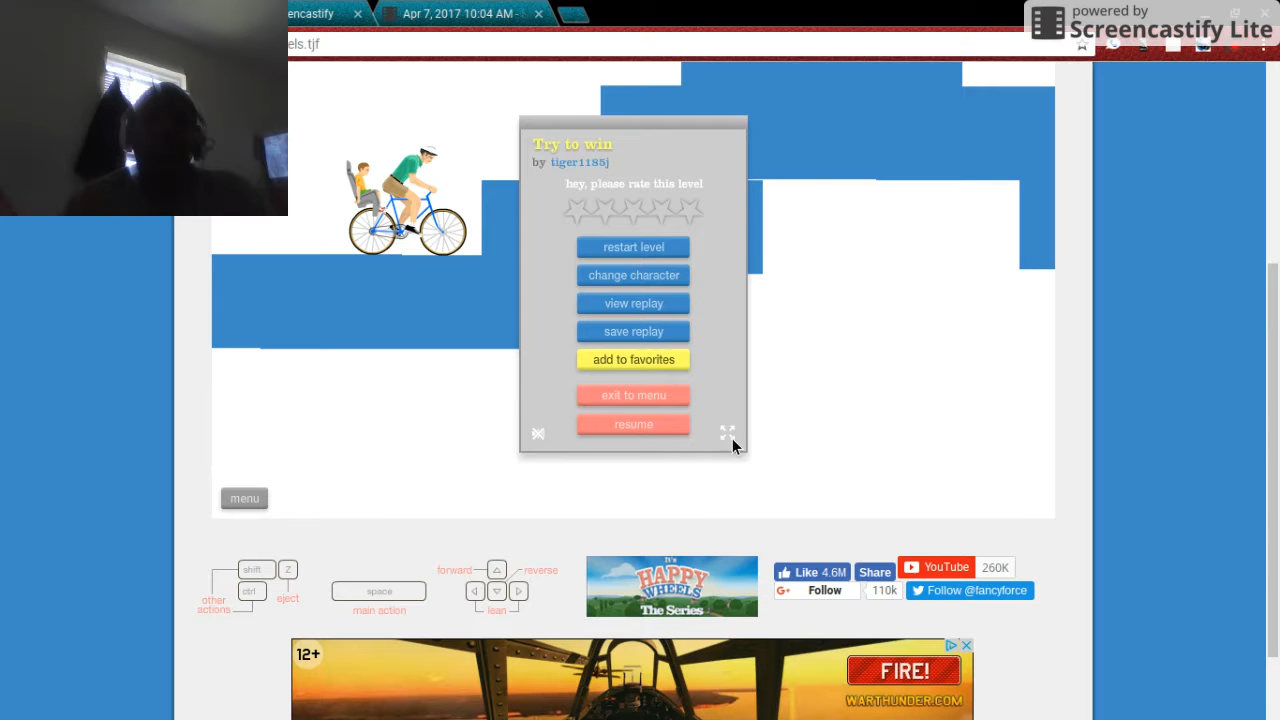 encastify
Apr 7, 2017 10:04 AM -
powered by
Screencastify Lite
els.tjf
Try to win
by tiger1185j
hey, please rate this level
restart level
change character
view replay
save replay
add to favorites
exit to menu
resume
menu
shift
Z
ctrl
other
actions
eject
space
main action
forward
reverse
lean
It's
HAPPY
WHEELS
The Series
Like 4.6M
Share
YouTube
260K
Follow
110k
Follow @fancyforce
12+
FIRE!
WARTHUNDER.COM